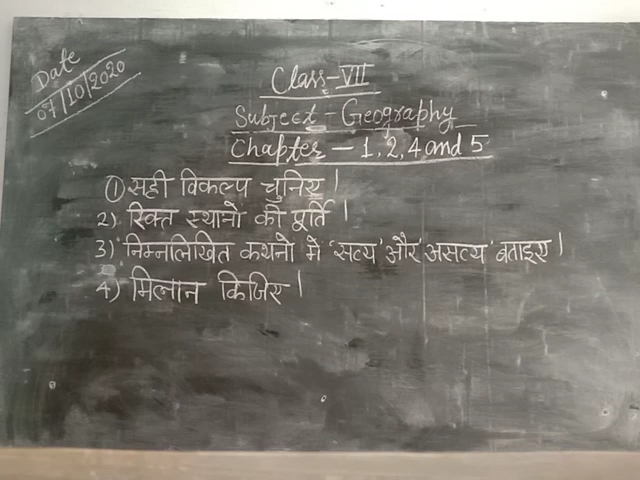 Date
07/10/2020
Class-VII
Subject - Geography
Chapter - 1, 2, 4 and 5
① सही विकल्प चुनिए।
2) रिक्त स्थानो की पूर्ति।
3) निम्नलिखित कथनो मे 'सत्य' और 'असत्य' बताइए।
4) मिलान किजिए।